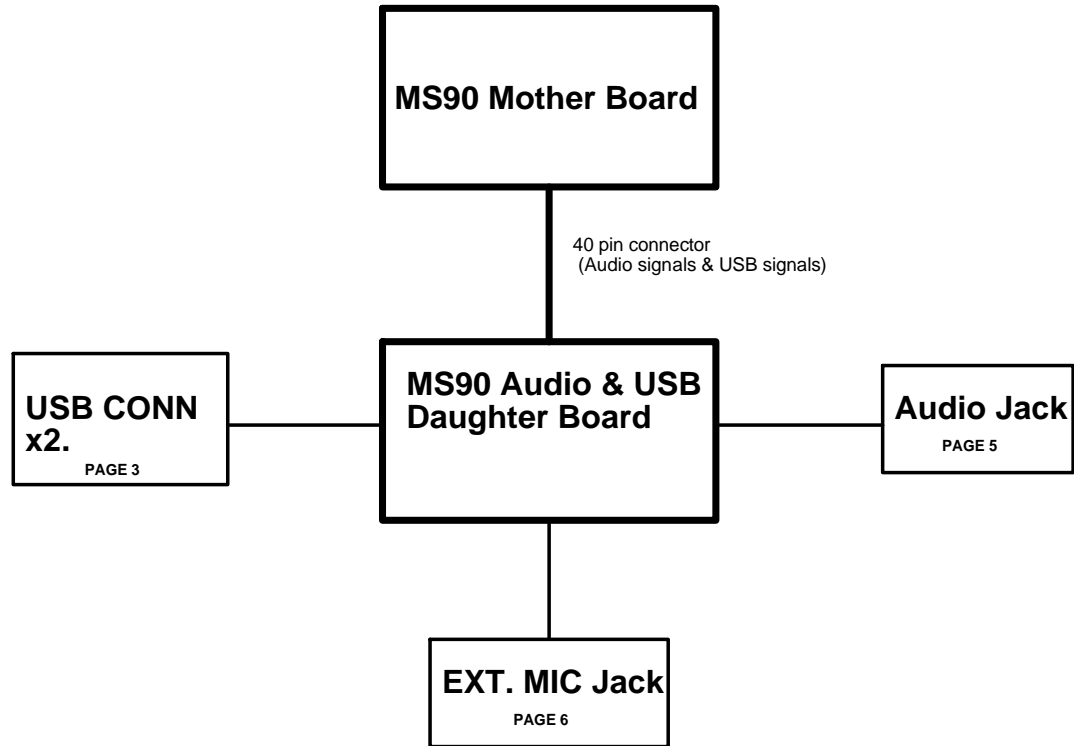 MS90 Mother Board
40 pin connector
(Audio signals & USB signals)
USB CONN
x2.
PAGE 3
MS90 Audio & USB
Daughter Board
Audio Jack
PAGE 5
EXT. MIC Jack
PAGE 6